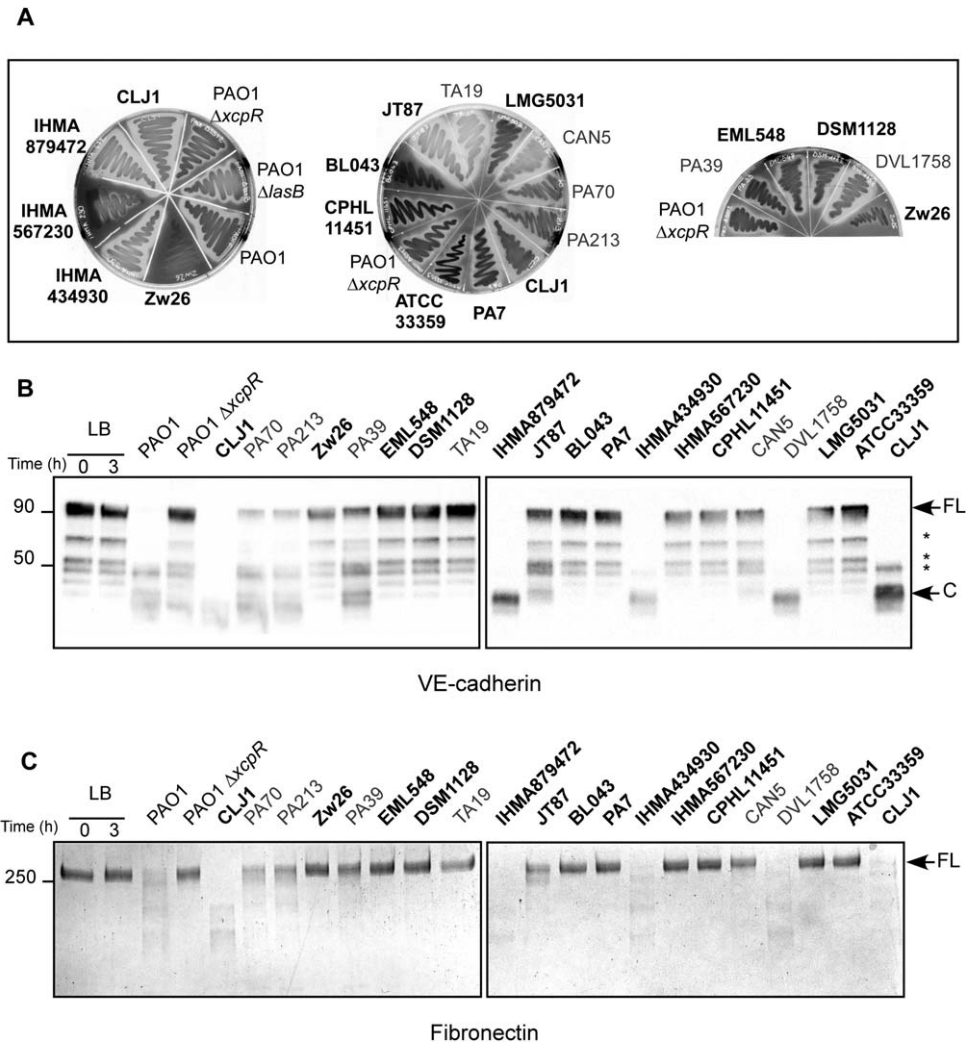 A
CLJ1
PAO1
ΔxcpR
IHMA
879472
PAO1
ΔlasB
IHMA
567230
PAO1
IHMA
434930
Zw26
JT87
TA19
LMG5031
CAN5
BL043
PA70
CPHL
11451
PA213
PAO1
ΔxcpR
CLJ1
ATCC
33359
PA7
EML548
DSM1128
PA39
DVL1758
PAO1
ΔxcpR
Zw26
B
LB
PAO1
PAO1 ΔxcpR
CLJ1
PA70
PA213
Zw26
PA39
EML548
DSM1128
TA19
IHMA879472
JT87
BL043
PA7
IHMA434930
IHMA567230
CPHL11451
CAN5
DVL1758
LMG5031
ATCC33359
CLJ1
Time (h) 0 3
90
FL
*
50
*
*
C
VE-cadherin
C
LB
PAO1
PAO1 ΔxcpR
CLJ1
PA70
PA213
Zw26
PA39
EML548
DSM1128
TA19
IHMA879472
JT87
BL043
PA7
IHMA434930
IHMA567230
CPHL11451
CAN5
DVL1758
LMG5031
ATCC33359
CLJ1
Time (h) 0 3
250
FL
Fibronectin